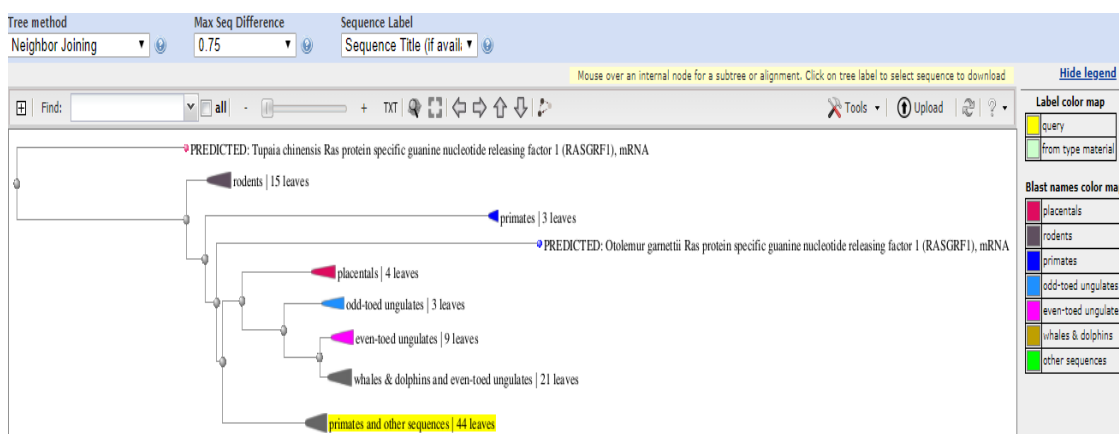 Tree method Max Seq Difference Sequence Label
Neighbor Joining 0.75 Sequence Title (if availa
Mouse over an internal node for a subtree or alignment. Click on tree label to select sequence to download
Hide legend
Find: all - + TXT Tools Upload ?
Label color map
query
from type material
Blast names color ma
placentals
rodents
primates
odd-toed ungulates
even-toed ungulate
whales & dolphins
other sequences
PREDICTED: Tupaia chinensis Ras protein specific guanine nucleotide releasing factor 1 (RASGRF1), mRNA
rodents | 15 leaves
primates | 3 leaves
PREDICTED: Otolemur garnettii Ras protein specific guanine nucleotide releasing factor 1 (RASGRF1), mRNA
placentals | 4 leaves
odd-toed ungulates | 3 leaves
even-toed ungulates | 9 leaves
whales & dolphins and even-toed ungulates | 21 leaves
primates and other sequences | 44 leaves